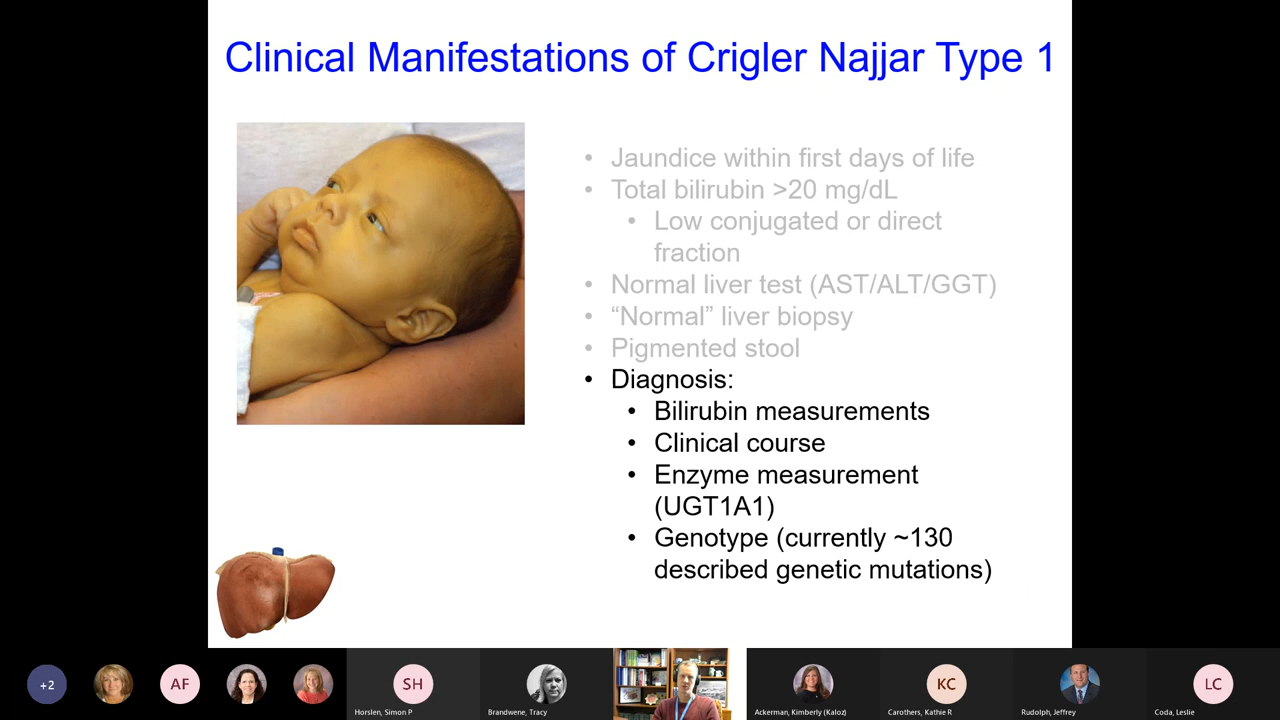 Clinical Manifestations of Crigler Najjar Type 1
• Jaundice within first days of life
• Total bilirubin >20 mg/dL
• Low conjugated or direct
fraction
• Normal liver test (AST/ALT/GGT)
• “Normal” liver biopsy
• Pigmented stool
• Diagnosis:
• Bilirubin measurements
• Clinical course
• Enzyme measurement
(UGT1A1)
• Genotype (currently ~130
described genetic mutations)
+2
AF
SH
KC
LC
Horslen, Simon P
Brandwene, Tracy
Ackerman, Kimberly (Kaloz)
Carothers, Kathie R
Rudolph, Jeffrey
Coda, Leslie